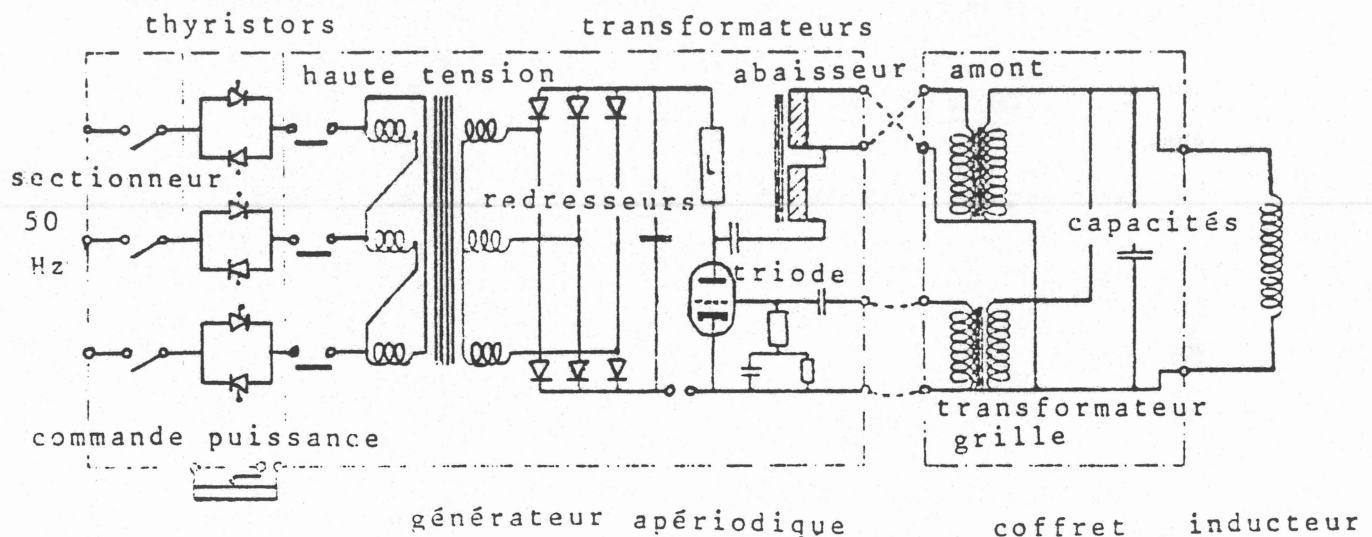 thyristors
transformateurs
haute tension
abaisseur
amont
sectionneur
50
Hz
redresseurs
capacités
triode
transformateur
grille
commande puissance
générateur apériodique
coffret
inducteur